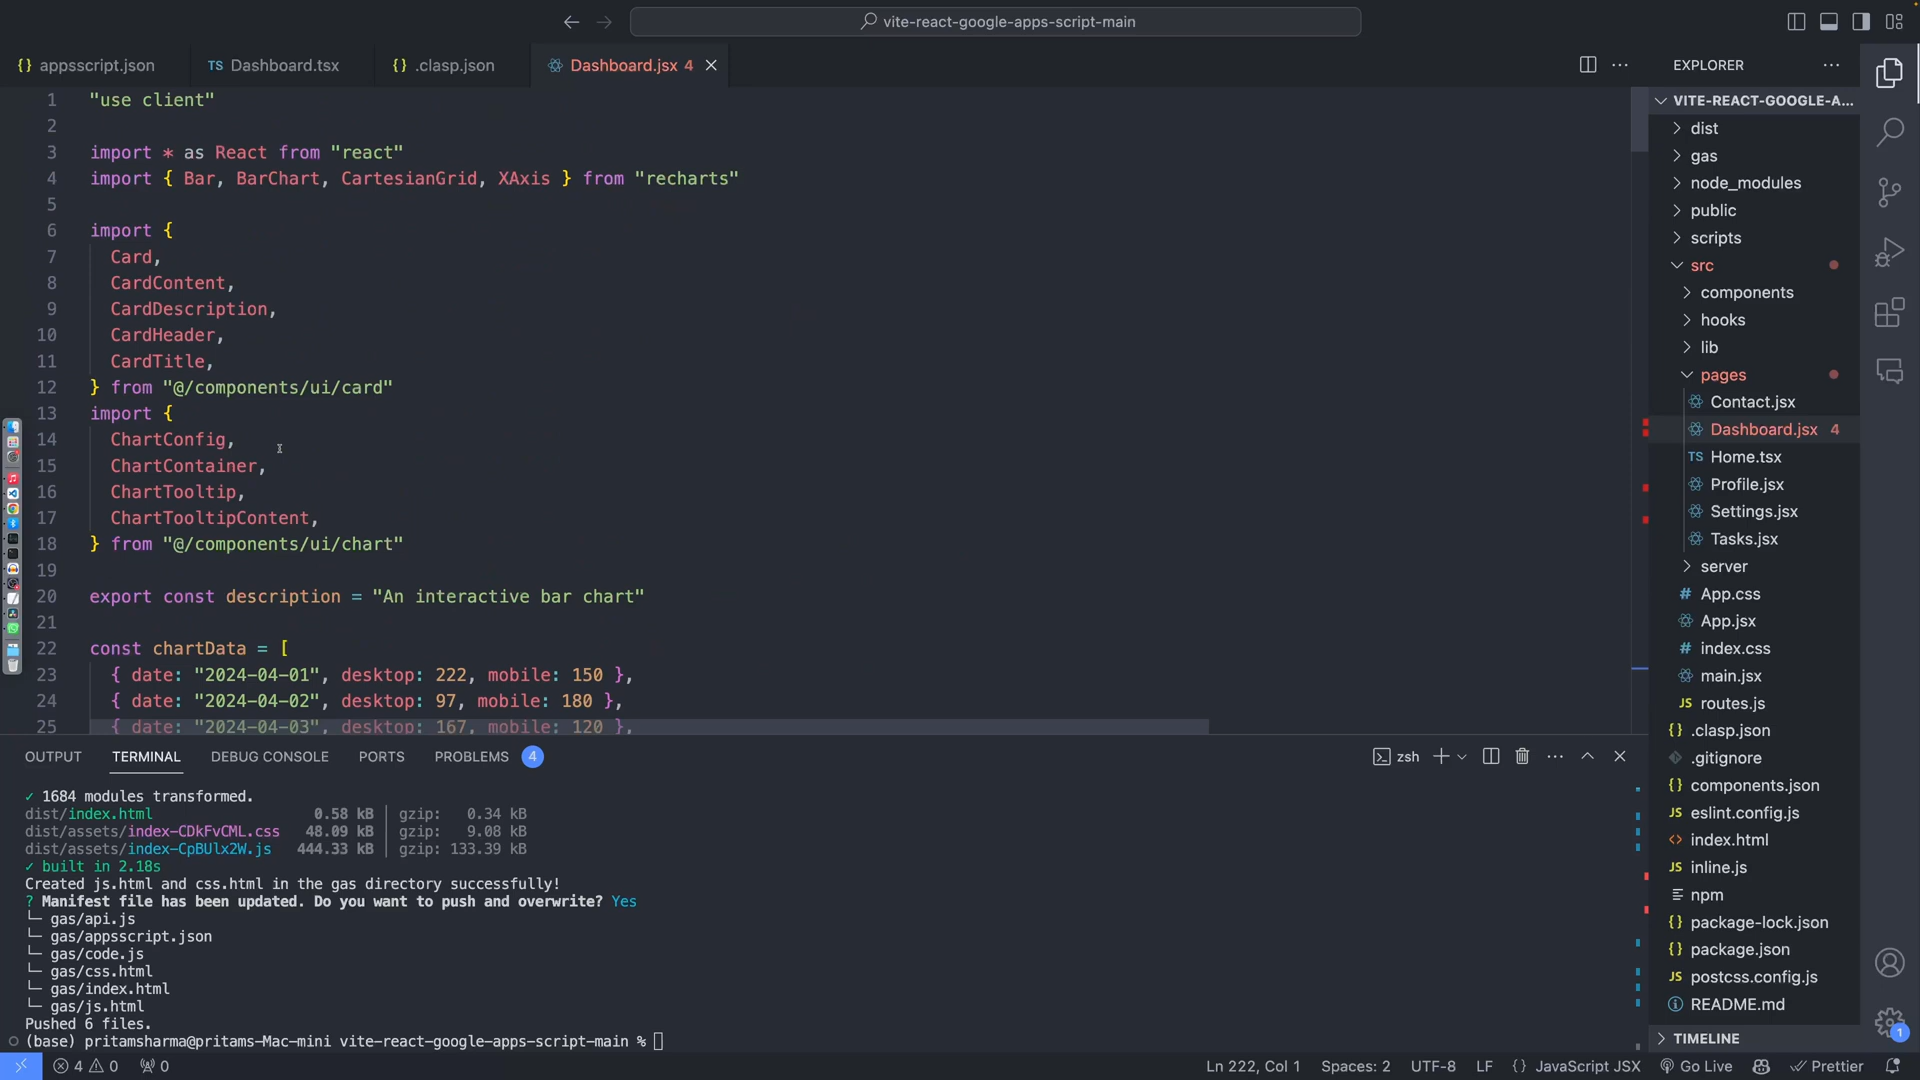 vite-react-google-apps-script-main
{} appsscript.json
TS Dashboard.tsx
{} .clasp.json
Dashboard.jsx 4
EXPLORER
1 "use client"
2
3 import * as React from "react"
4 import { Bar, BarChart, CartesianGrid, XAxis } from "recharts"
5
6 import {
7 Card,
8 CardContent,
9 CardDescription,
10 CardHeader,
11 CardTitle,
12 } from "@/components/ui/card"
13 import {
14 ChartConfig,
15 ChartContainer,
16 ChartTooltip,
17 ChartTooltipContent,
18 } from "@/components/ui/chart"
19
20 export const description = "An interactive bar chart"
21
22 const chartData = [
23 { date: "2024-04-01", desktop: 222, mobile: 150 },
24 { date: "2024-04-02", desktop: 97, mobile: 180 },
25 { date: "2024-04-03", desktop: 167, mobile: 120 },
VITE-REACT-GOOGLE-A...
dist
gas
node_modules
public
scripts
src
components
hooks
lib
pages
Contact.jsx
Dashboard.jsx 4
TS Home.tsx
Profile.jsx
Settings.jsx
Tasks.jsx
server
# App.css
App.jsx
# index.css
main.jsx
JS routes.js
{} .clasp.json
.gitignore
{} components.json
JS eslint.config.js
<> index.html
JS inline.js
npm
{} package-lock.json
{} package.json
JS postcss.config.js
README.md
TIMELINE
1
OUTPUT
TERMINAL
DEBUG CONSOLE
PORTS
PROBLEMS 4
zsh
✓ 1684 modules transformed.
dist/index.html 0.58 kB │ gzip: 0.34 kB
dist/assets/index-CDkFvCML.css 48.09 kB │ gzip: 9.08 kB
dist/assets/index-CpBUlx2W.js 444.33 kB │ gzip: 133.39 kB
✓ built in 2.18s
Created js.html and css.html in the gas directory successfully!
? Manifest file has been updated. Do you want to push and overwrite? Yes
└─ gas/api.js
└─ gas/appsscript.json
└─ gas/code.js
└─ gas/css.html
└─ gas/index.html
└─ gas/js.html
Pushed 6 files.
(base) pritamsharma@pritams-Mac-mini vite-react-google-apps-script-main %
4 0 0
Ln 222, Col 1
Spaces: 2
UTF-8
LF
{} JavaScript JSX
Go Live
Prettier